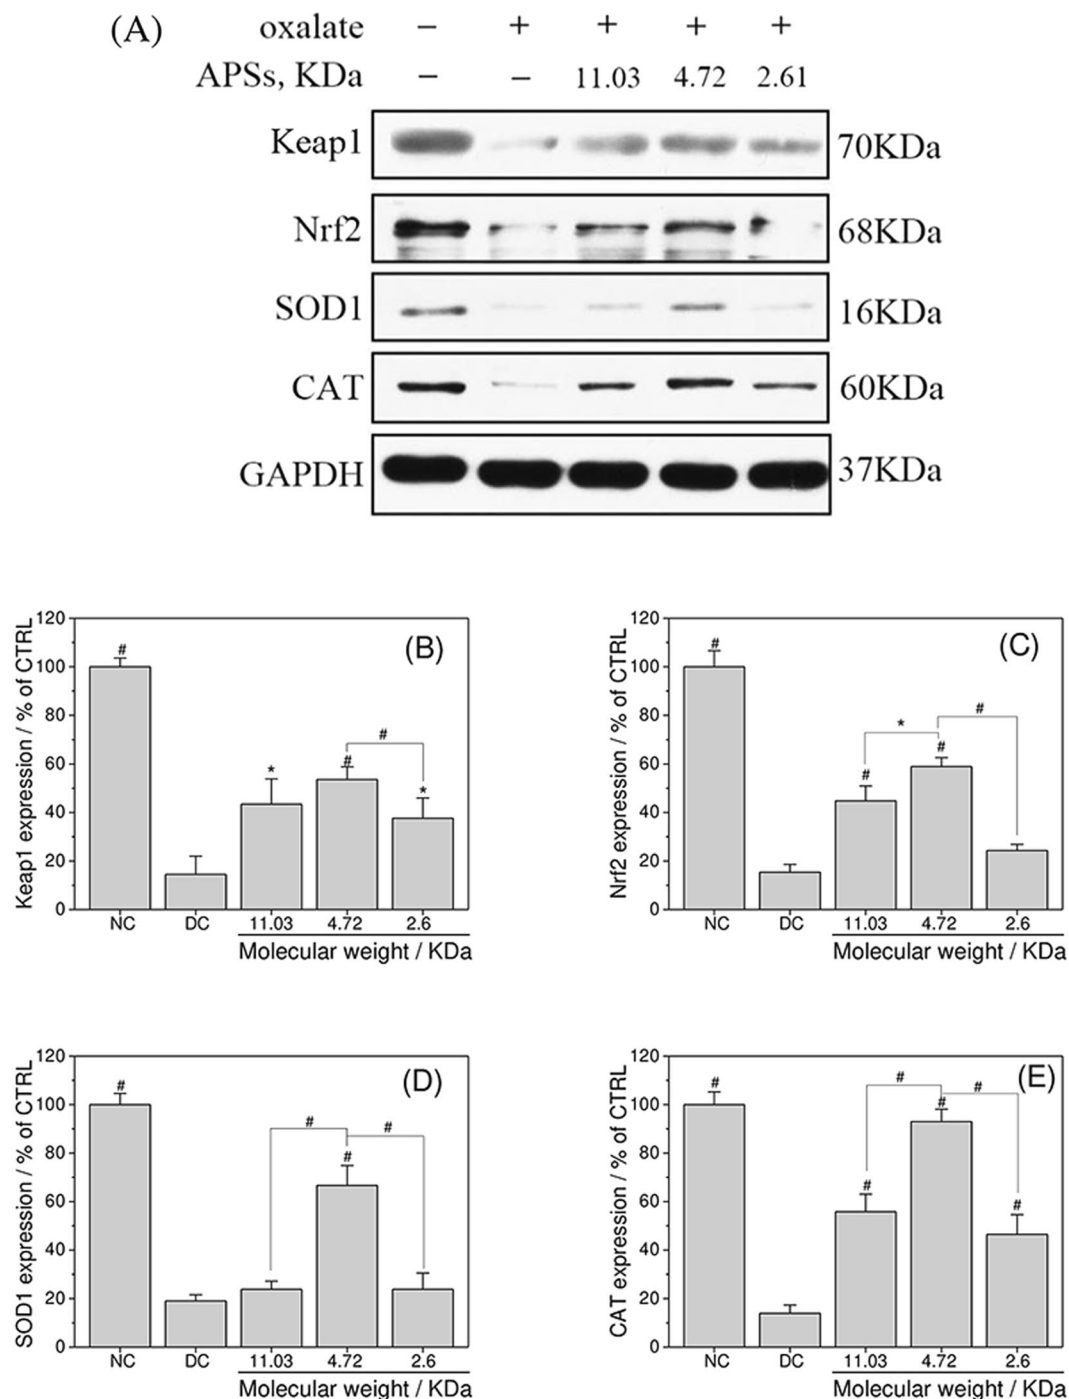 (A) oxalate − + + + +
APSs, KDa − − 11.03 4.72 2.61
Keap1 70KDa
Nrf2 68KDa
SOD1 16KDa
CAT 60KDa
GAPDH 37KDa
Keap1 expression / % of CTRL
120
100
80
60
40
20
0
(B)
#
*
#
*
#
NC DC 11.03 4.72 2.6
Molecular weight / KDa
Nrf2 expression / % of CTRL
120
100
80
60
40
20
0
(C)
#
*
#
#
#
NC DC 11.03 4.72 2.6
Molecular weight / KDa
SOD1 expression / % of CTRL
120
100
80
60
40
20
0
(D)
#
#
#
#
NC DC 11.03 4.72 2.6
Molecular weight / KDa
CAT expression / % of CTRL
120
100
80
60
40
20
0
(E)
#
#
#
#
#
#
NC DC 11.03 4.72 2.6
Molecular weight / KDa